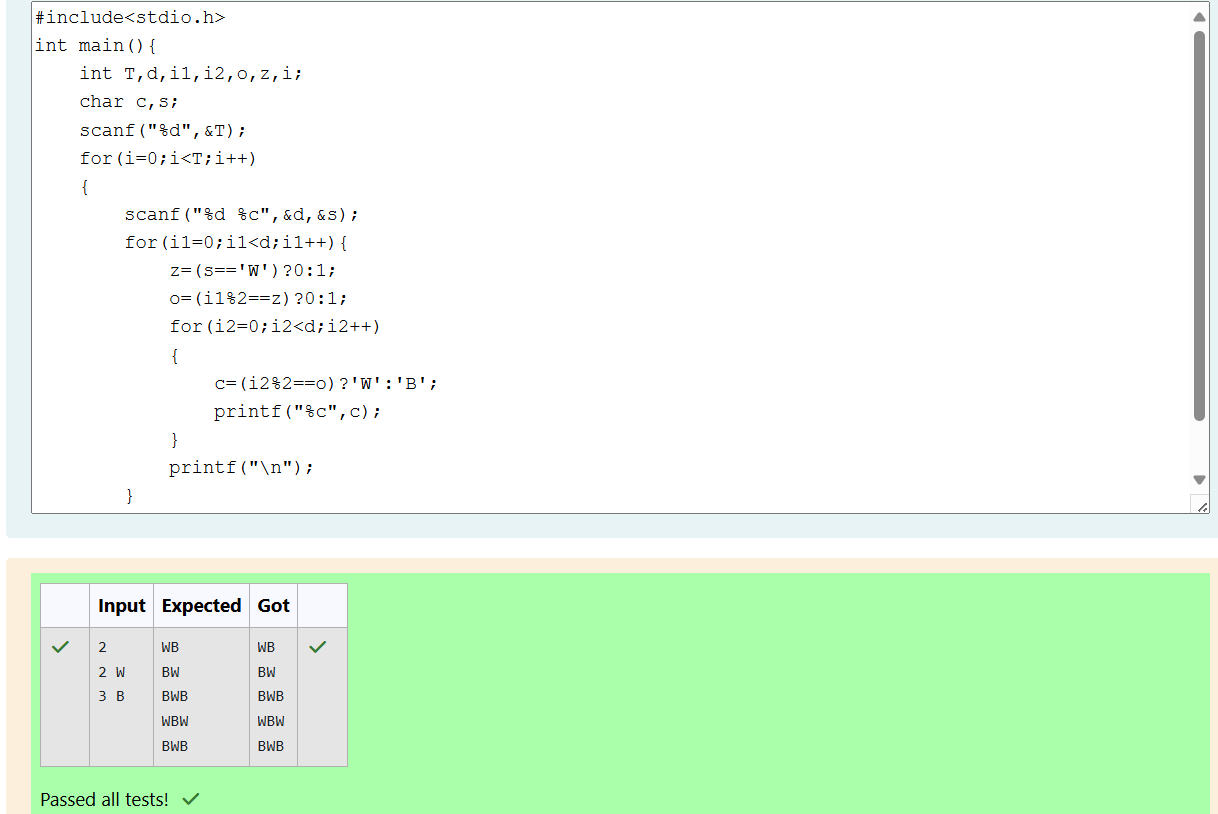 #include<stdio.h>
int main(){
    int T,d,i1,i2,o,z,i;
    char c,s;
    scanf("%d",&T);
    for(i=0;i<T;i++)
    {
        scanf("%d %c",&d,&s);
        for(i1=0;i1<d;i1++){
            z=(s=='W')?0:1;
            o=(i1%2==z)?0:1;
            for(i2=0;i2<d;i2++)
            {
                c=(i2%2==o)?'W':'B';
                printf("%c",c);
            }
            printf("\n");
        }
Input Expected Got
2 WB WB
2 W BW BW
3 B BWB BWB
WBW WBW
BWB BWB
Passed all tests!